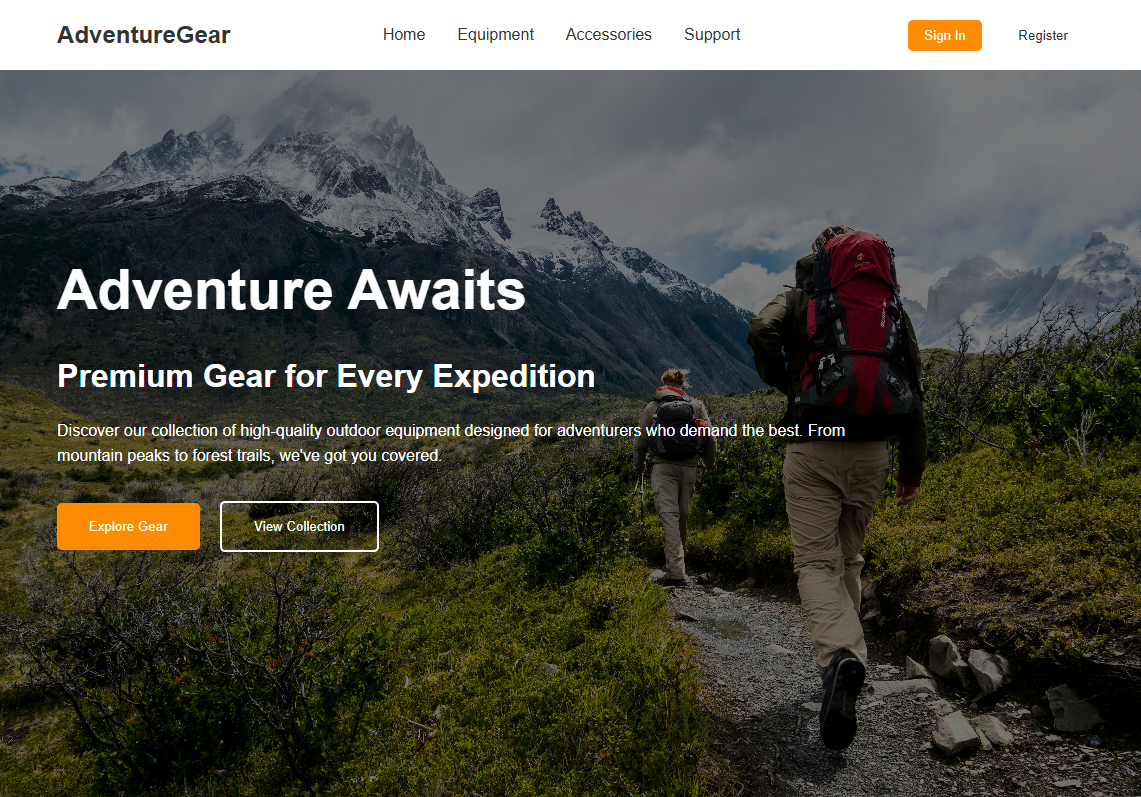 AdventureGear
Home Equipment Accessories Support
Sign In Register
Adventure Awaits
Premium Gear for Every Expedition
Discover our collection of high-quality outdoor equipment designed for adventurers who demand the best. From
mountain peaks to forest trails, we've got you covered.
Explore Gear View Collection